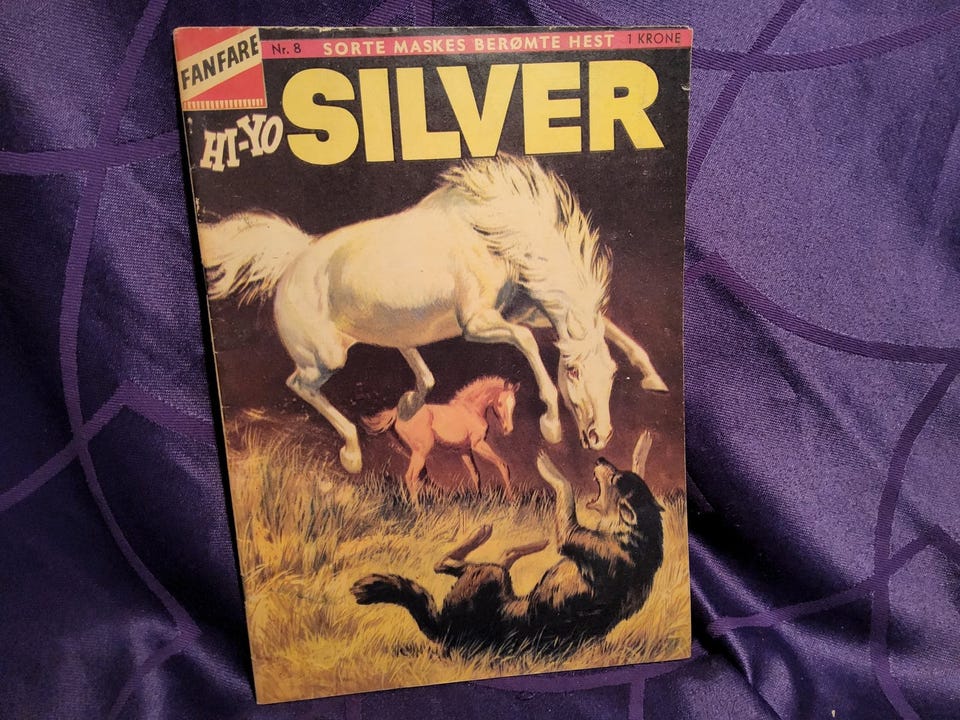 FANFARE
Nr. 8 SORTE MASKES BERØMTE HEST 1 KRONE
HI-YO SILVER